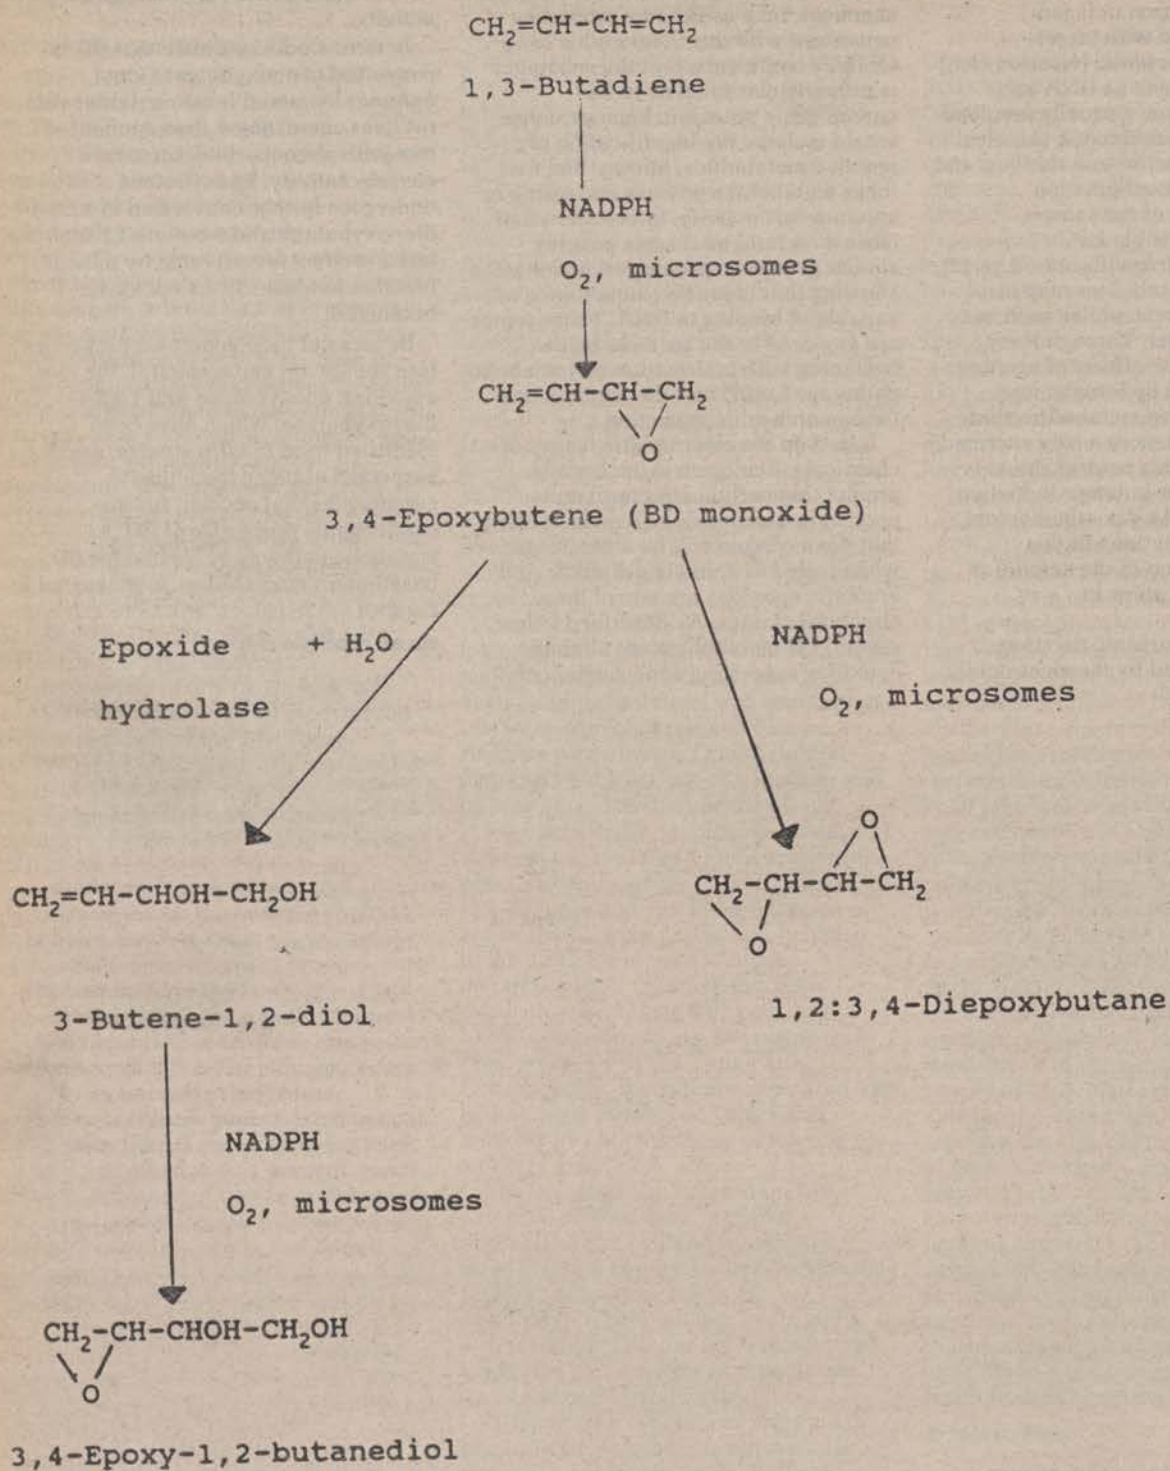 CH₂=CH-CH=CH₂
1,3-Butadiene
NADPH
O₂, microsomes
CH₂=CH-CH-CH₂
O
3,4-Epoxybutene (BD monoxide)
Epoxide + H₂O
hydrolase
NADPH
O₂, microsomes
CH₂=CH-CHOH-CH₂OH
3-Butene-1,2-diol
O
CH₂-CH-CH-CH₂
O
1,2:3,4-Diepoxybutane
NADPH
O₂, microsomes
CH₂-CH-CHOH-CH₂OH
O
3,4-Epoxy-1,2-butanediol